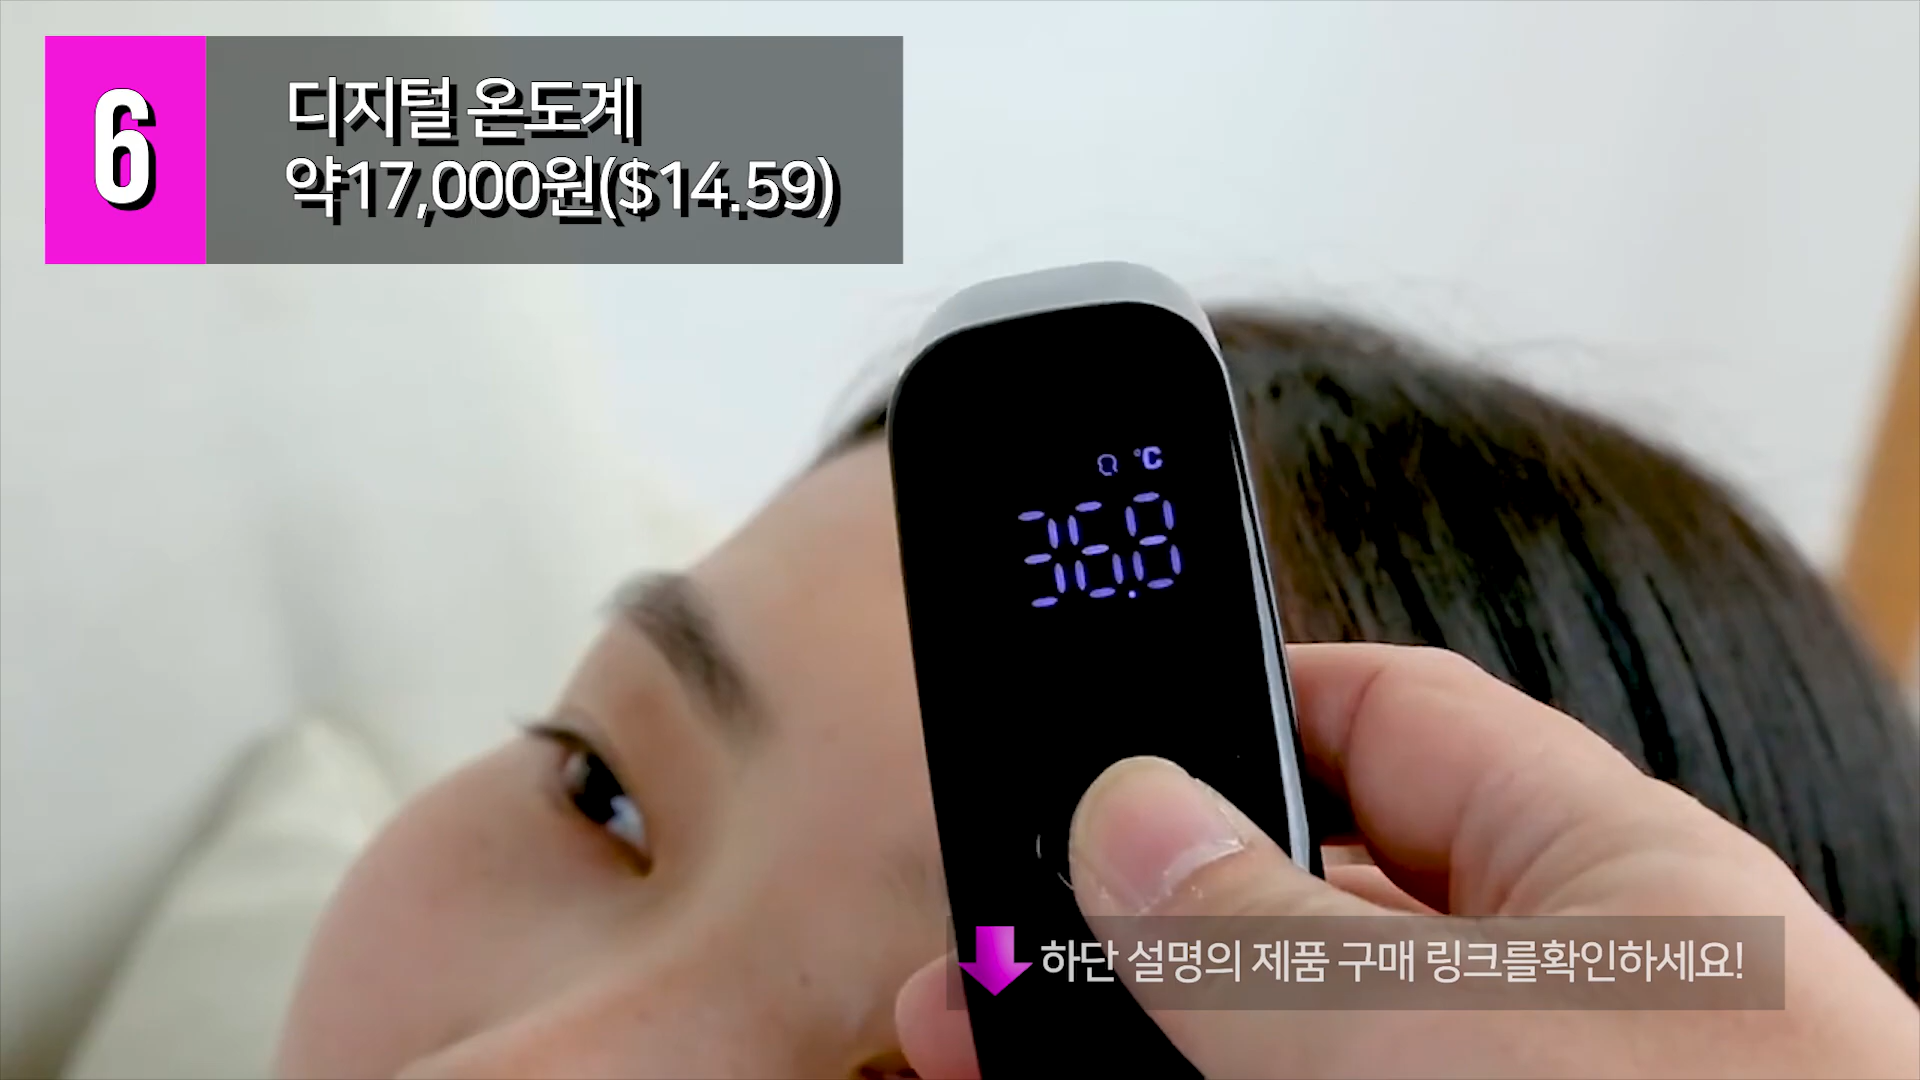 6
디지털 온도계
약17,000원($14.59)
°C
36.8
하단 설명의 제품 구매 링크를확인하세요!